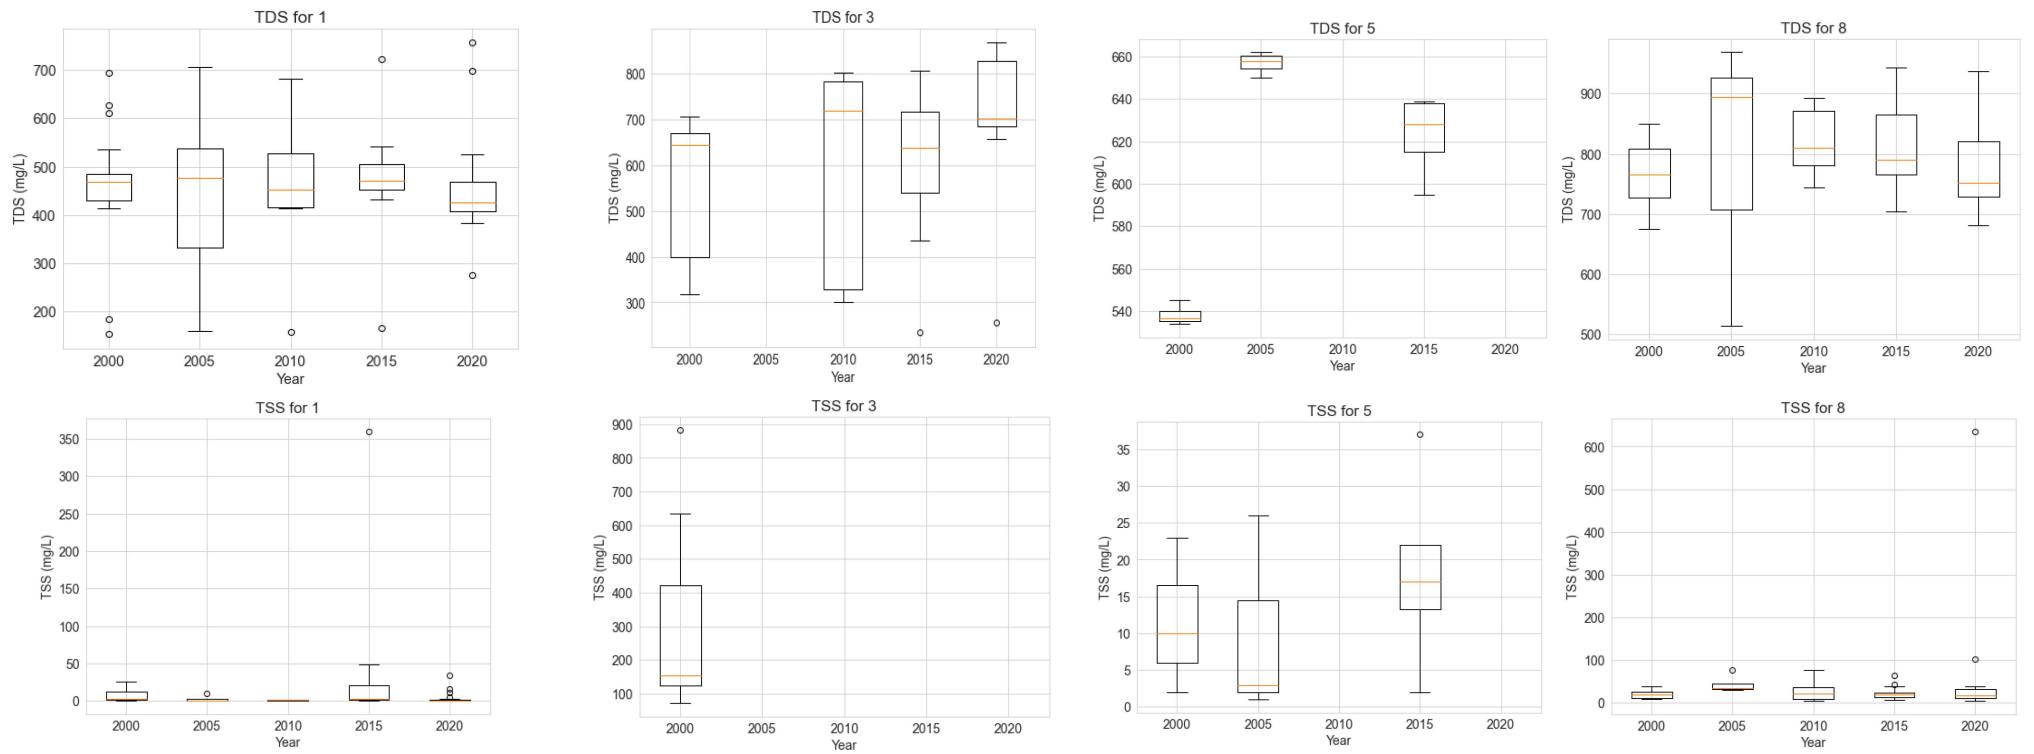 TDS for 1
TDS (mg/L)
700
600
500
400
300
200
2000 2005 2010 2015 2020
Year
TDS for 3
TDS (mg/L)
800
700
600
500
400
300
2000 2005 2010 2015 2020
Year
TDS for 5
TDS (mg/L)
660
640
620
600
580
560
540
2000 2005 2010 2015 2020
Year
TDS for 8
TDS (mg/L)
900
800
700
600
500
2000 2005 2010 2015 2020
Year
TSS for 1
TSS (mg/L)
350
300
250
200
150
100
50
0
2000 2005 2010 2015 2020
Year
TSS for 3
TSS (mg/L)
900
800
700
600
500
400
300
200
100
2000 2005 2010 2015 2020
Year
TSS for 5
TSS (mg/L)
35
30
25
20
15
10
5
0
2000 2005 2010 2015 2020
Year
TSS for 8
TSS (mg/L)
600
500
400
300
200
100
0
2000 2005 2010 2015 2020
Year